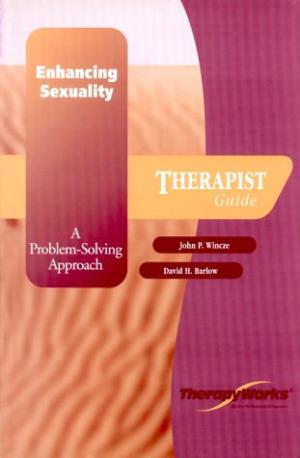 Enhancing
Sexuality
THERAPIST
Guide
A
Problem-Solving
Approach
John P. Wincze
David H. Barlow
TherapyWorks®